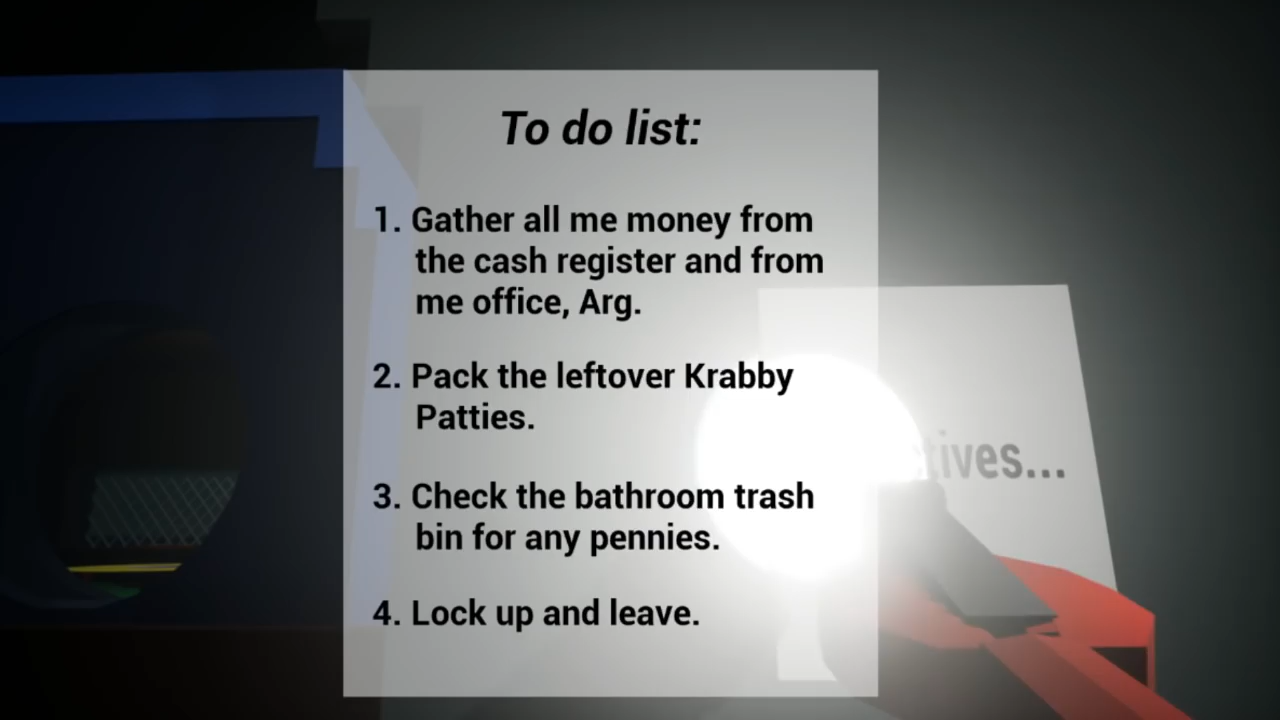 To do list:
1. Gather all me money from
the cash register and from
me office, Arg.
2. Pack the leftover Krabby
Patties.
3. Check the bathroom trash
bin for any pennies.
4. Lock up and leave.